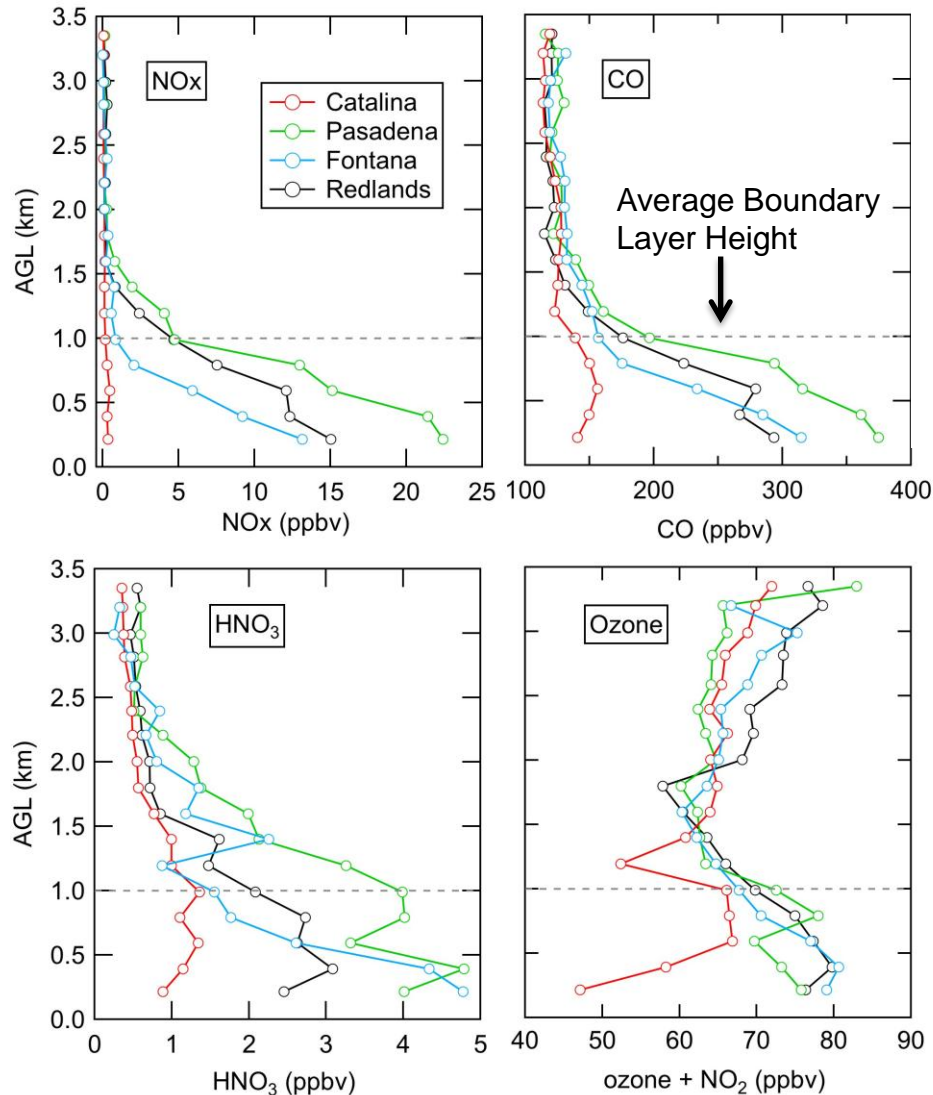 3.5
3.0
2.5
2.0
1.5
1.0
0.5
0.0
AGL (km)
NOx
Catalina
Pasadena
Fontana
Redlands
0
5
10
15
20
25
NOx (ppbv)
CO
Average Boundary
Layer Height
100
200
300
400
CO (ppbv)
3.5
3.0
2.5
2.0
1.5
1.0
0.5
0.0
AGL (km)
HNO3
0
1
2
3
4
5
HNO3 (ppbv)
Ozone
40
50
60
70
80
90
ozone + NO2 (ppbv)